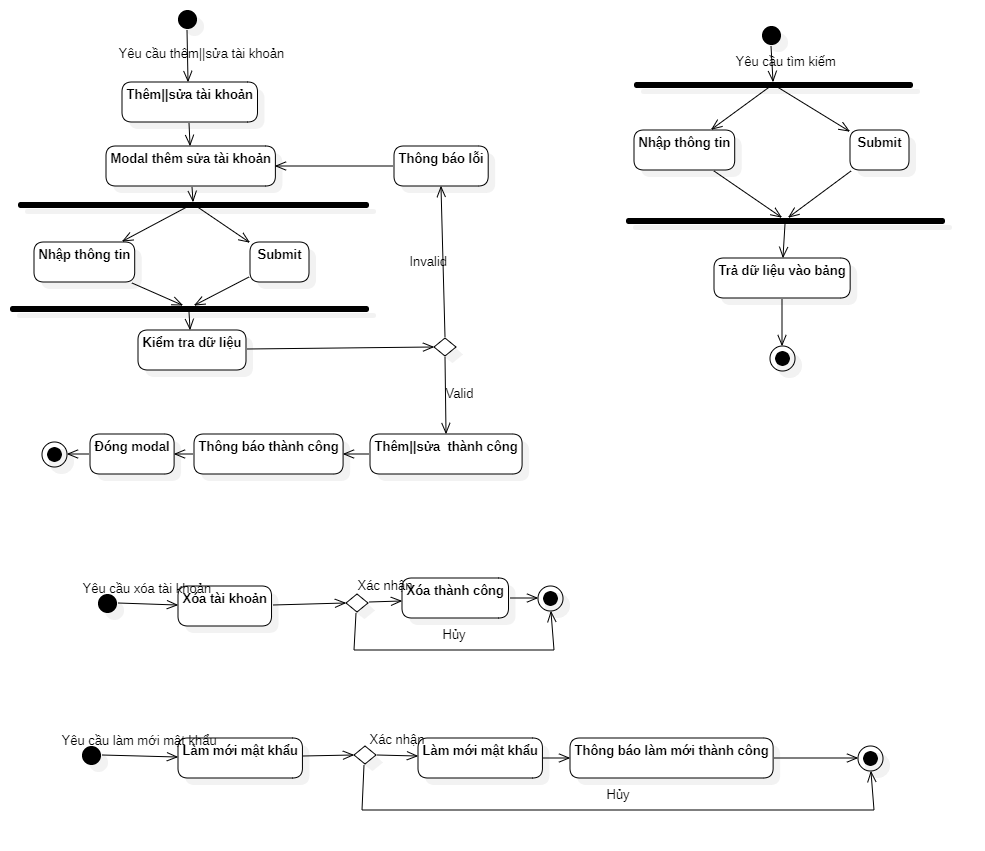 Yêu cầu thêm||sửa tài khoản
Thêm||sửa tài khoản
Modal thêm sửa tài khoản
Thông báo lỗi
Nhập thông tin
Submit
Invalid
Kiểm tra dữ liệu
Valid
Đóng modal
Thông báo thành công
Thêm||sửa  thành công
Yêu cầu tìm kiếm
Nhập thông tin
Submit
Trả dữ liệu vào bảng
Yêu cầu xóa tài khoản
Xóa tài khoản
Xác nhận
Xóa thành công
Hủy
Yêu cầu làm mới mật khẩu
Làm mới mật khẩu
Xác nhận
Làm mới mật khẩu
Thông báo làm mới thành công
Hủy